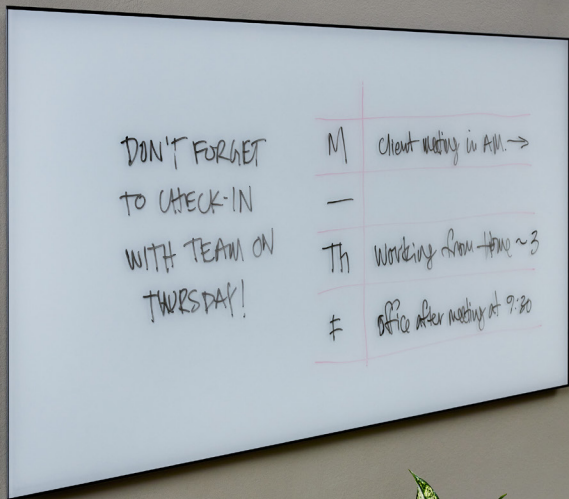 DON'T FORGET
TO CHECK-IN
WITH TEAM ON
THURSDAY!
M client meeting in AM. →
—
Th working from Home ~ 3
F office after meeting at 9:30